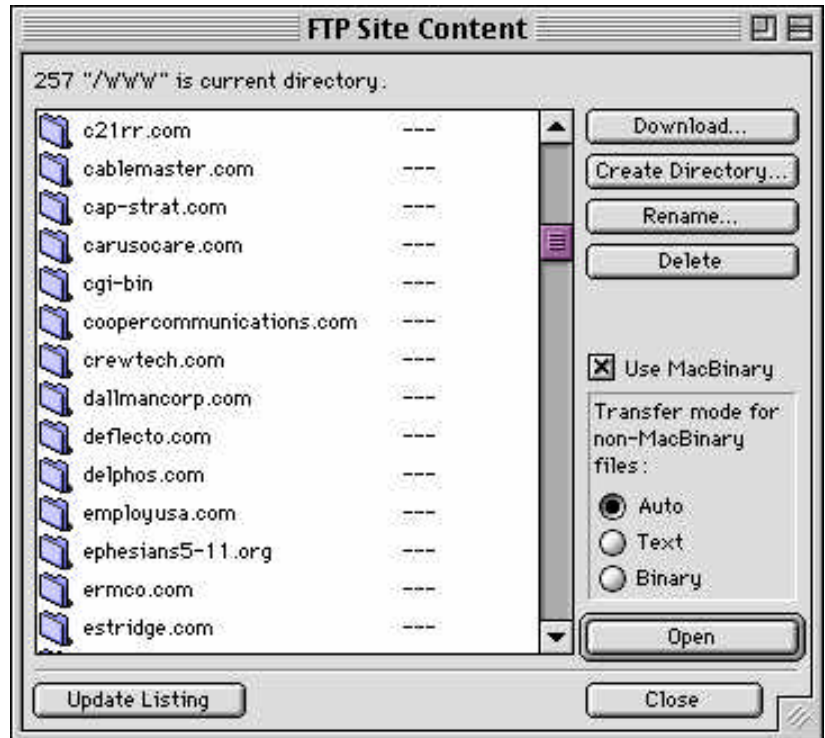 FTP Site Content
257 "/WWW" is current directory.
c21rr.com ---
cablemaster.com ---
cap-strat.com ---
carusocare.com ---
cgi-bin ---
coopercommunications.com ---
crewtech.com ---
dallmancorp.com ---
deflecto.com ---
delphos.com ---
employusa.com ---
ephesians5-11.org ---
ermco.com ---
estridge.com ---
Download...
Create Directory...
Rename...
Delete
Use MacBinary
Transfer mode for
non-MacBinary
files:
Auto
Text
Binary
Open
Update Listing
Close